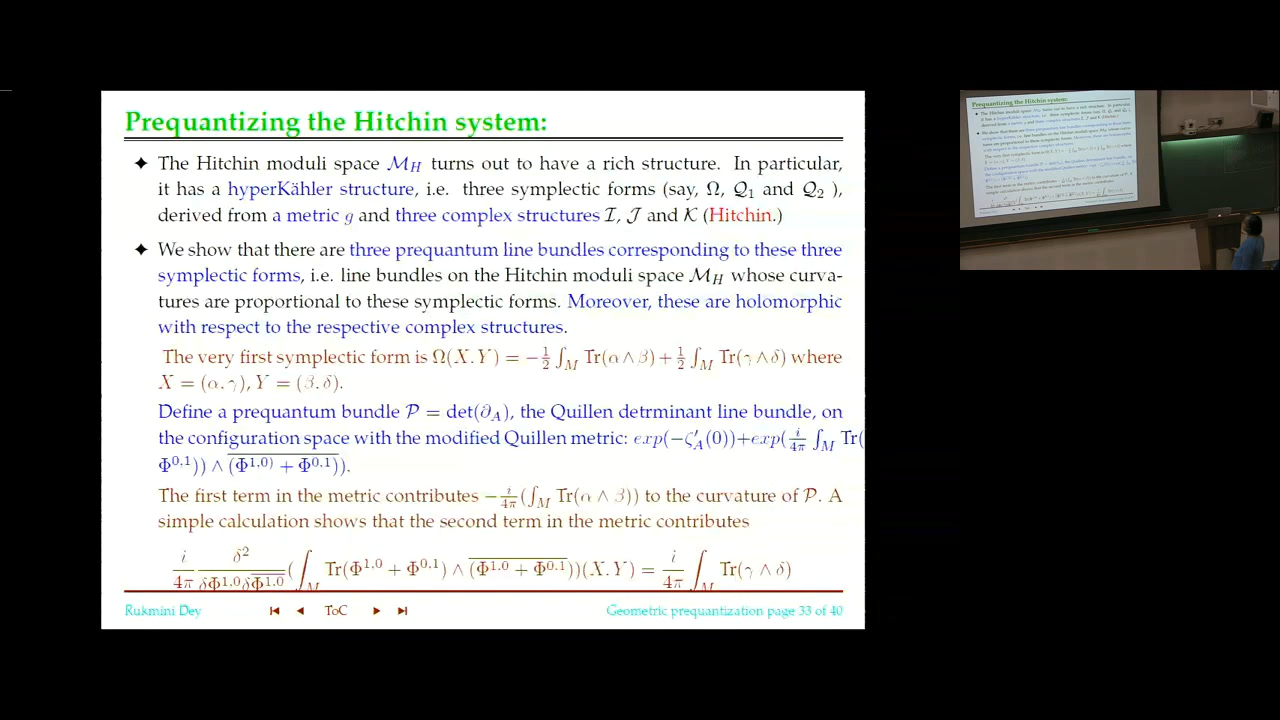 Prequantizing the Hitchin system:
✦ The Hitchin moduli space ℳ_H turns out to have a rich structure. In particular,
it has a hyperKähler structure, i.e. three symplectic forms (say, Ω, 𝒬₁ and 𝒬₂ ),
derived from a metric g and three complex structures ℐ, 𝒥 and 𝒦 (Hitchin.)
✦ We show that there are three prequantum line bundles corresponding to these three
symplectic forms, i.e. line bundles on the Hitchin moduli space ℳ_H whose curva-
tures are proportional to these symplectic forms. Moreover, these are holomorphic
with respect to the respective complex structures.
The very first symplectic form is Ω(X.Y) = −½ ∫_M Tr(α ∧ β) + ½ ∫_M Tr(γ ∧ δ) where
X = (α.γ), Y = (β.δ).
Define a prequantum bundle 𝒫 = det(∂_A), the Quillen detrminant line bundle, on
the configuration space with the modified Quillen metric: exp(−ζ′_A(0))+exp(i/4π ∫_M Tr(
Φ^{0,1})) ∧ \overline{(Φ^{1,0)} + Φ^{0,1})}).
The first term in the metric contributes −i/4π(∫_M Tr(α ∧ β)) to the curvature of 𝒫. A
simple calculation shows that the second term in the metric contributes
i/4π δ²/δΦ^{1,0}δ\overline{Φ^{1,0}} (∫_M Tr(Φ^{1,0} + Φ^{0,1}) ∧ \overline{(Φ^{1,0} + Φ^{0,1})})(X.Y) = i/4π ∫_M Tr(γ ∧ δ)
Rukmini Dey ToC Geometric prequantization page 33 of 40